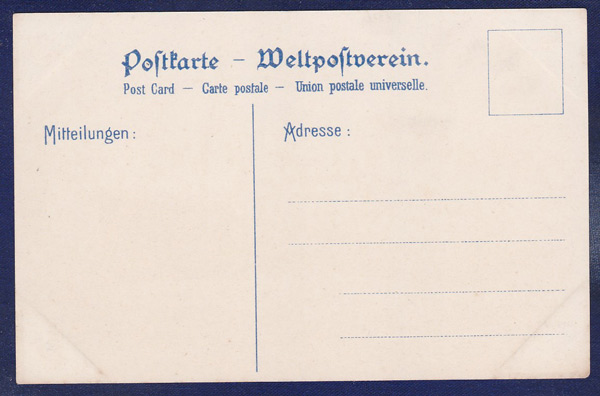 Postkarte – Weltpostverein.
Post Card – Carte postale – Union postale universelle.
Mitteilungen:
Adresse: